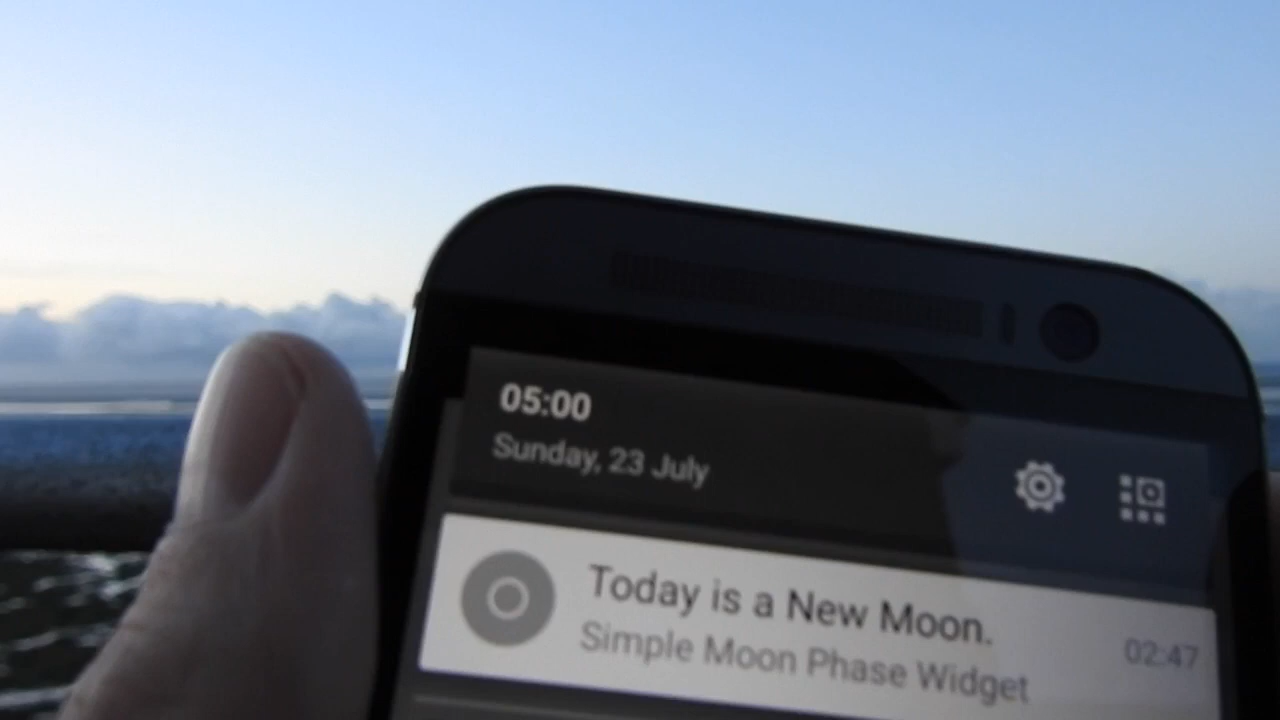 05:00
Sunday, 23 July
Today is a New Moon.
Simple Moon Phase Widget
02:47